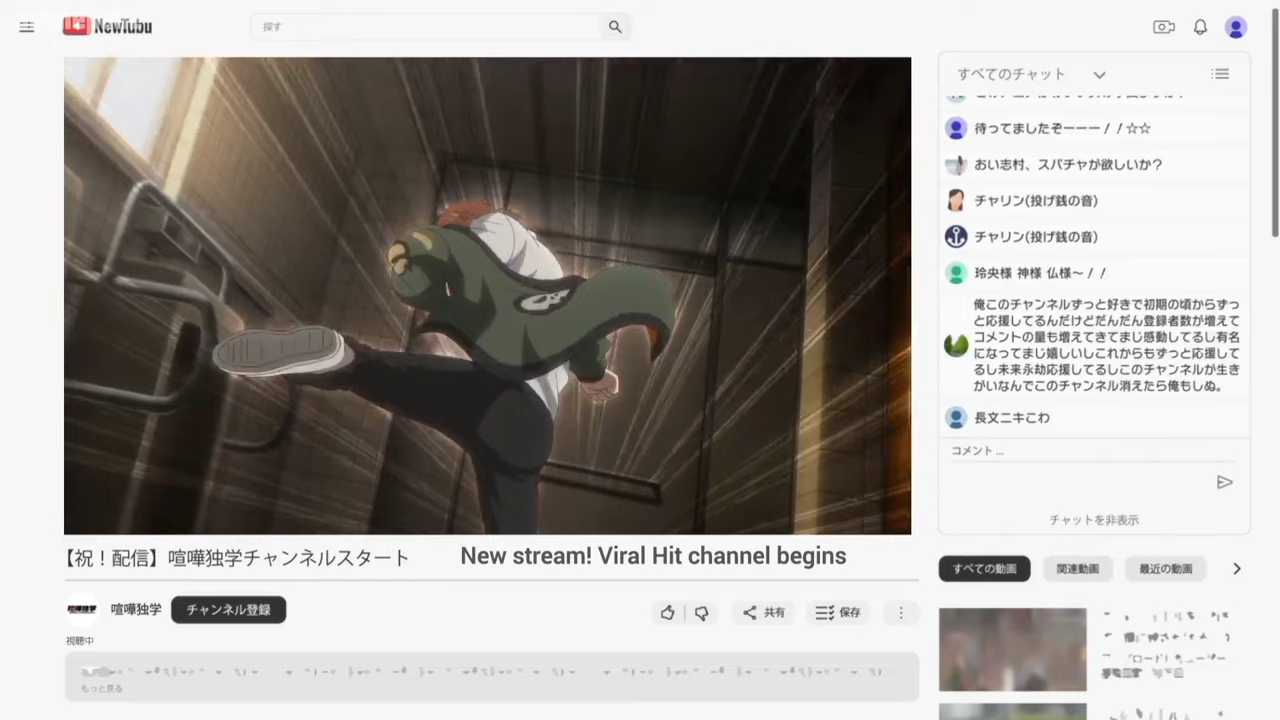 NewTubu
探す
すべてのチャット
待ってましたぞーーー//☆☆
おい志村、スパチャが欲しいか？
チャリン(投げ銭の音)
チャリン(投げ銭の音)
玲央様 神様 仏様～//
俺このチャンネルずっと好きで初期の頃からずっ
と応援してるんだけどだんだん登録者数が増えて
コメントの量も増えてきてまじ感動してるし有名
になってまじ嬉しいしこれからもずっと応援して
るし未来永劫応援してるしこのチャンネルが生き
がいなんでこのチャンネル消えたら俺もしぬ。
長文ニキこわ
コメント ...
チャットを非表示
【祝！配信】喧嘩独学チャンネルスタート
New stream! Viral Hit channel begins
喧嘩独学
喧嘩独学
チャンネル登録
共有
保存
視聴中
もっと見る
すべての動画
関連動画
最近の動画